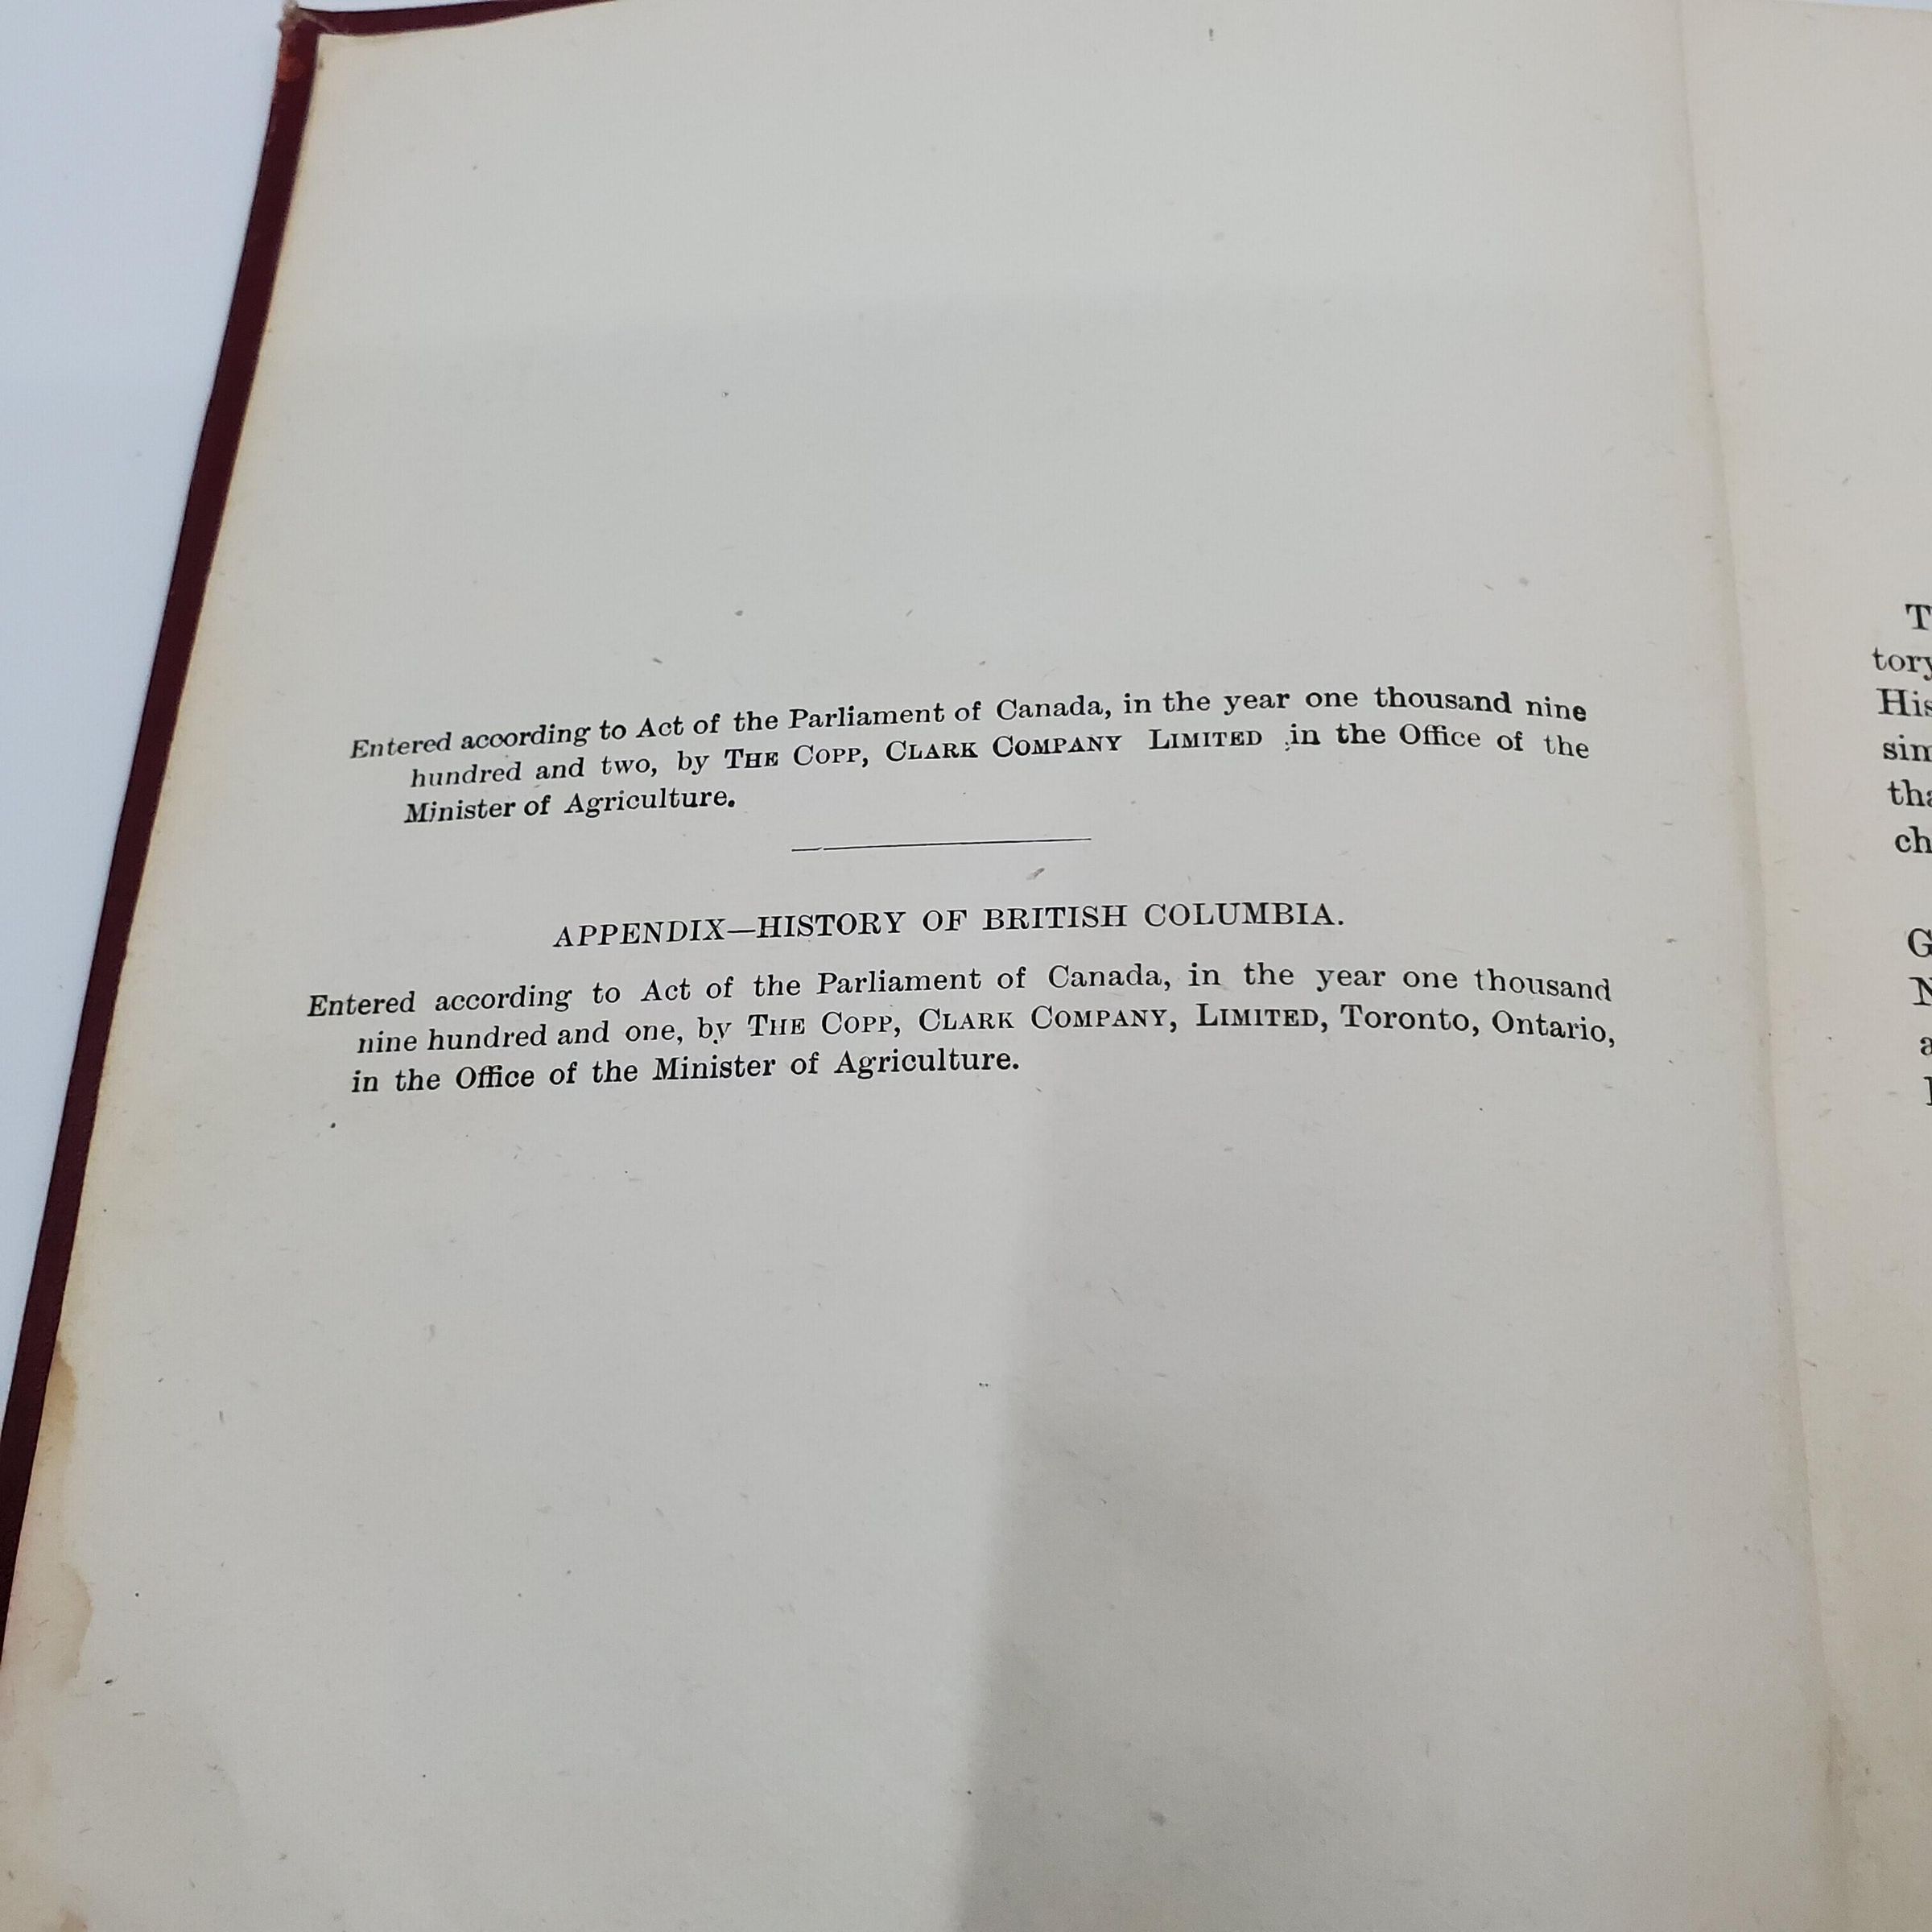 Entered according to Act of the Parliament of Canada, in the year one thousand nine
hundred and two, by THE COPP, CLARK COMPANY LIMITED in the Office of the
Minister of Agriculture.
APPENDIX—HISTORY OF BRITISH COLUMBIA.
Entered according to Act of the Parliament of Canada, in the year one thousand
nine hundred and one, by THE COPP, CLARK COMPANY, LIMITED, Toronto, Ontario,
in the Office of the Minister of Agriculture.